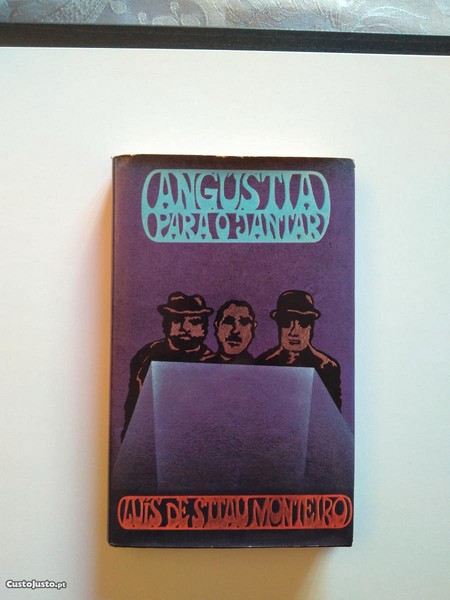 ANGÚSTIA
PARA O JANTAR
LUÍS DE STTAU MONTEIRO
© CustoJusto.pt